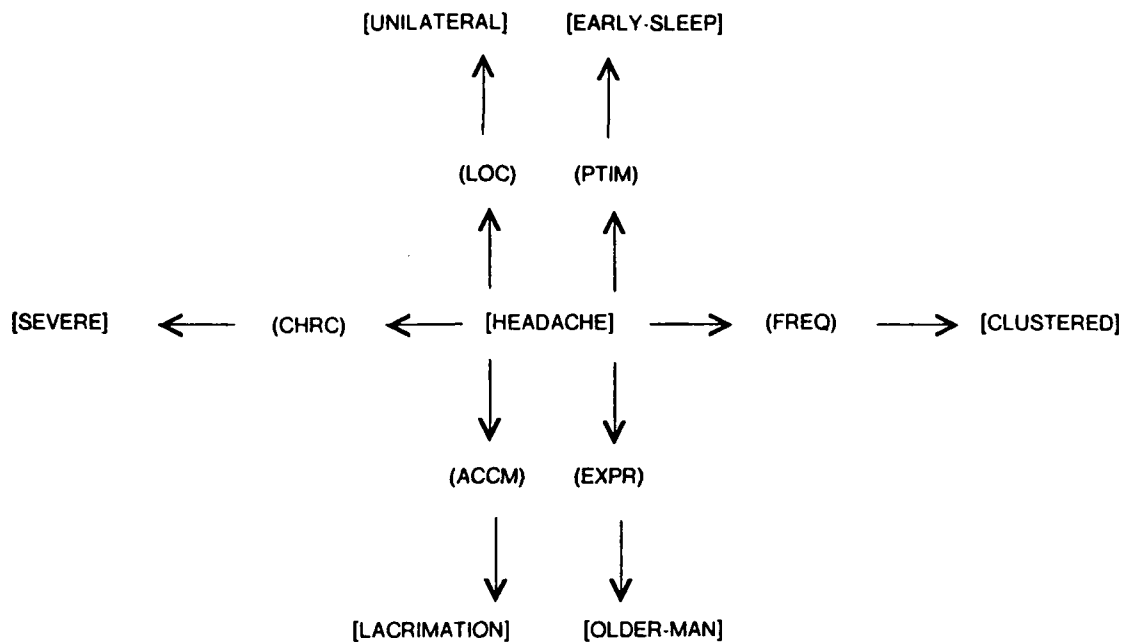 [UNILATERAL] [EARLY-SLEEP]
(LOC) (PTIM)
[SEVERE] (CHRC) [HEADACHE] (FREQ) [CLUSTERED]
(ACCM) (EXPR)
[LACRIMATION] [OLDER-MAN]